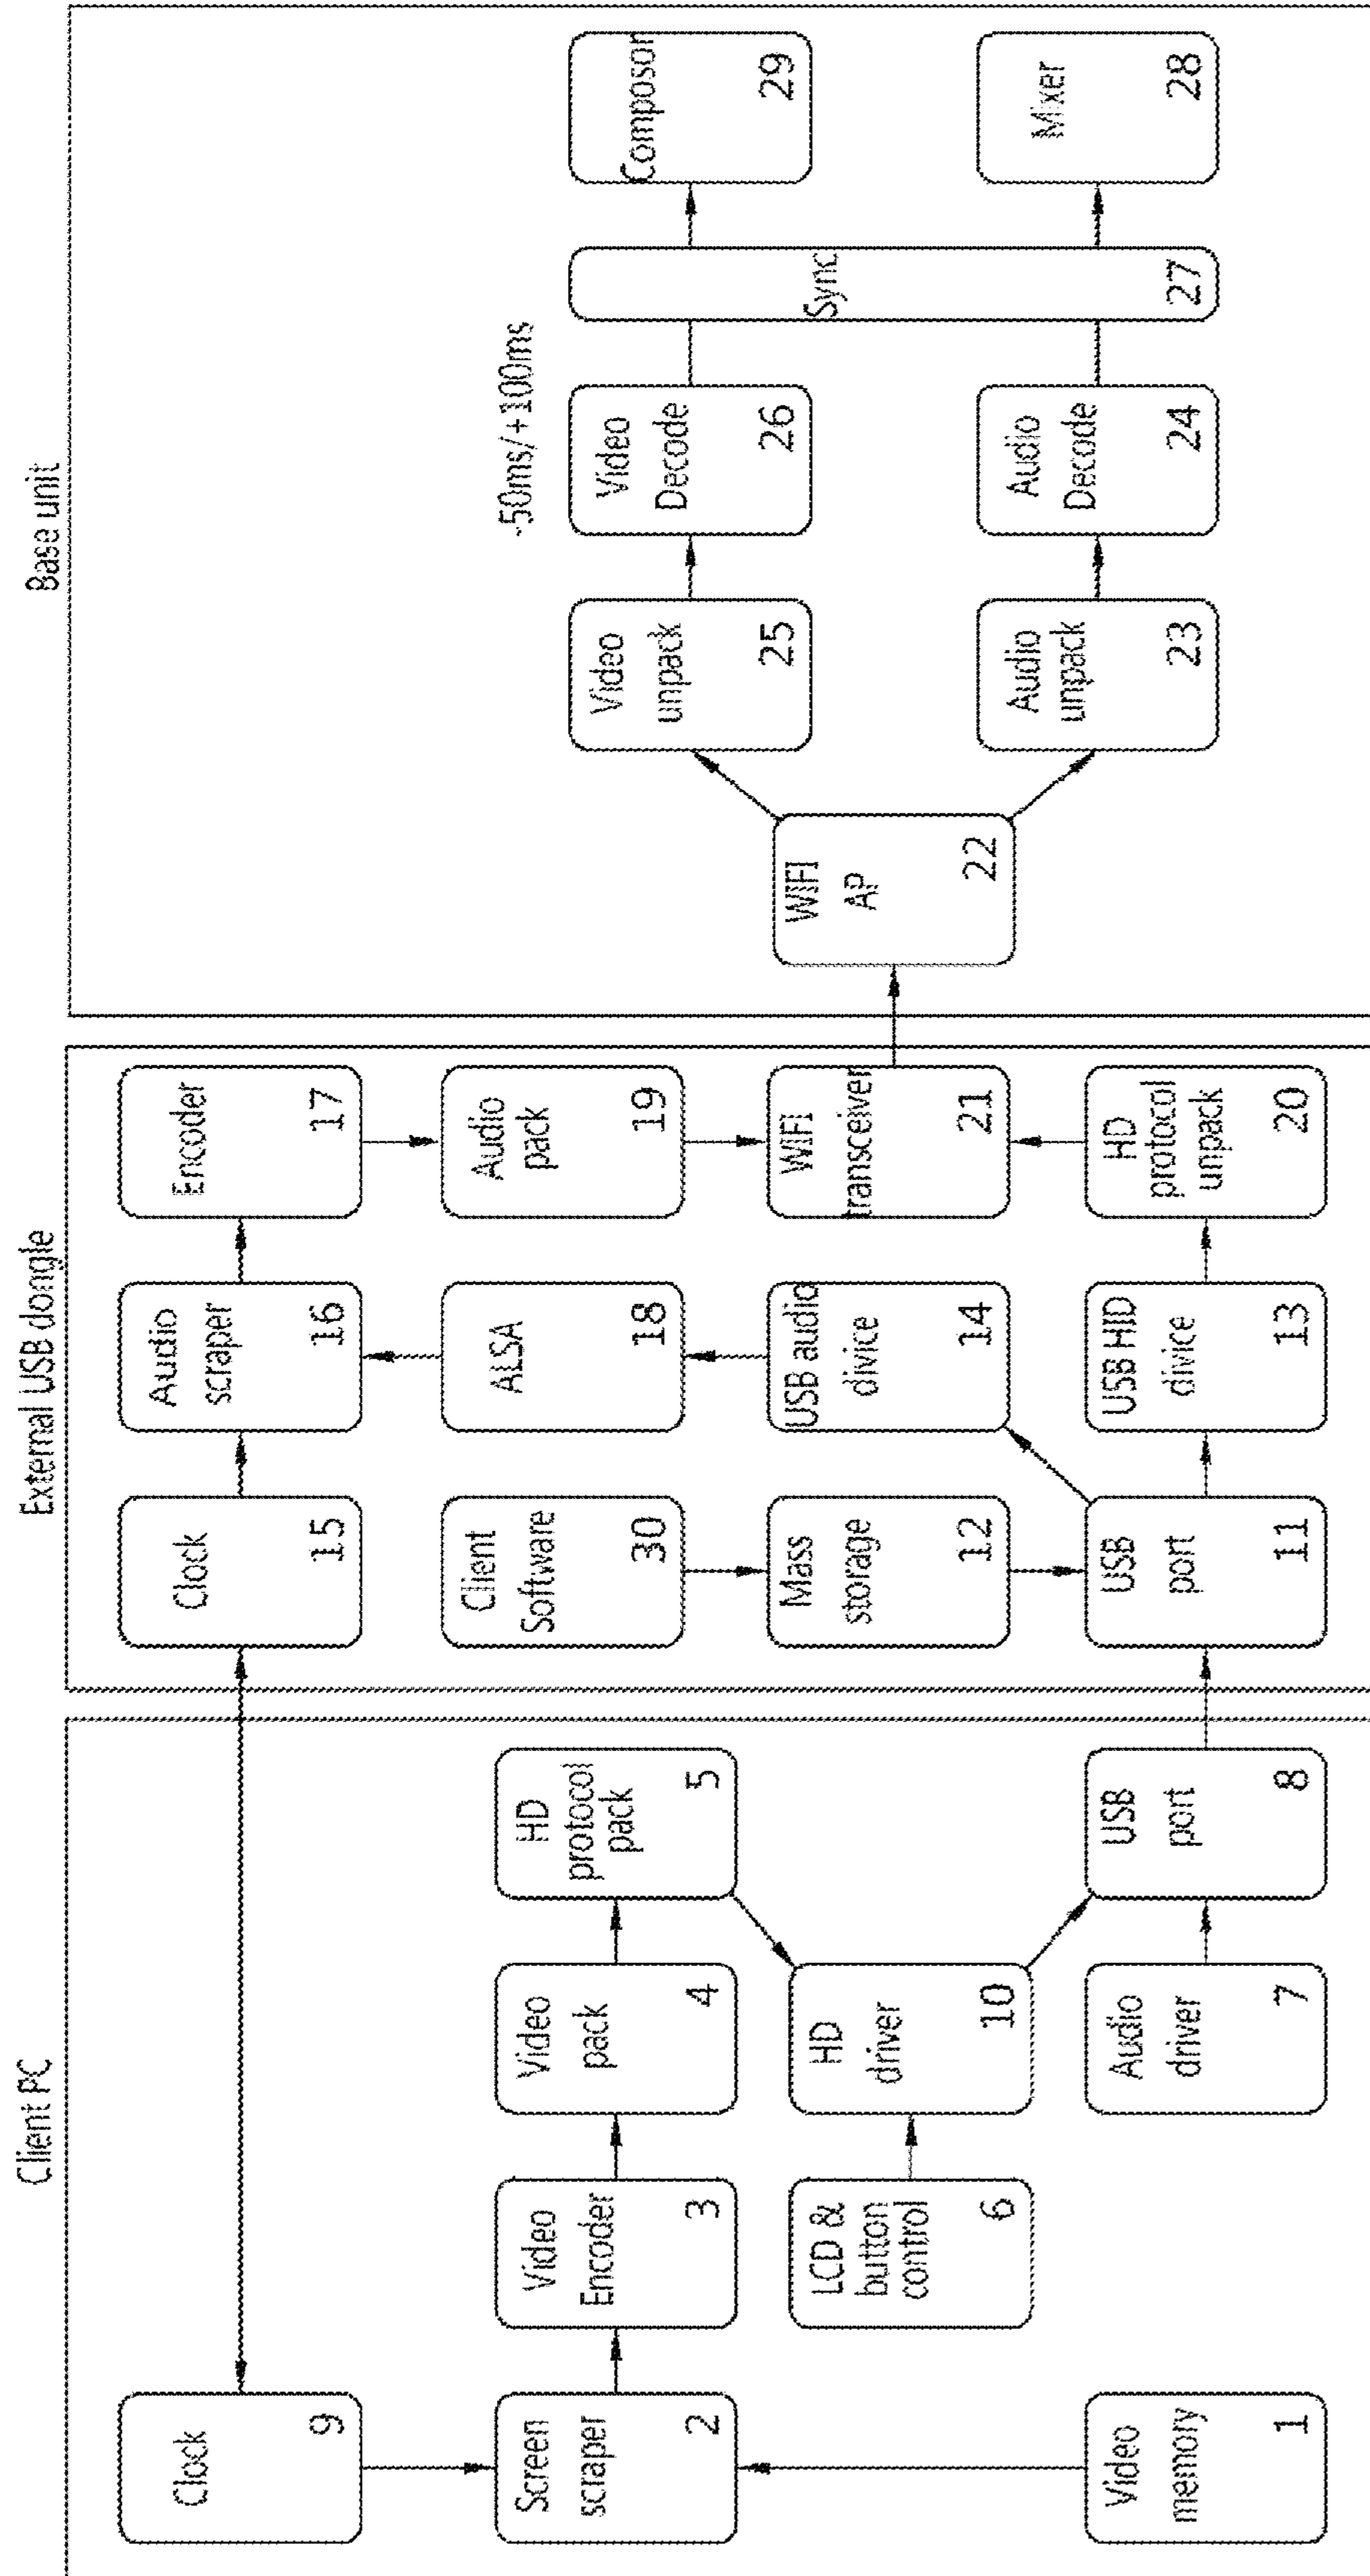 Client PC
Clock
9
Screen
scraper
2
Video
memory
1
Video
Encoder
3
LCD &
button
control
6
Video
pack
4
HD
driver
10
Audio
driver
7
HD
protocol
pack
5
USB
port
8
External USB dongle
Clock
15
Client
Software
30
Mass
storage
12
USB
port
11
Audio
scraper
16
ALSA
18
USB audio
divice
14
USB HID
divice
13
Encoder
17
Audio
pack
19
WIFI
transceiver
21
HD
protocol
unpack
20
Base unit
WIFI
AP
22
Video
unpack
25
Audio
unpack
23
-50ms/+100ms
Video
Decode
26
Audio
Decode
24
Sync
27
Composor
29
Mixer
28